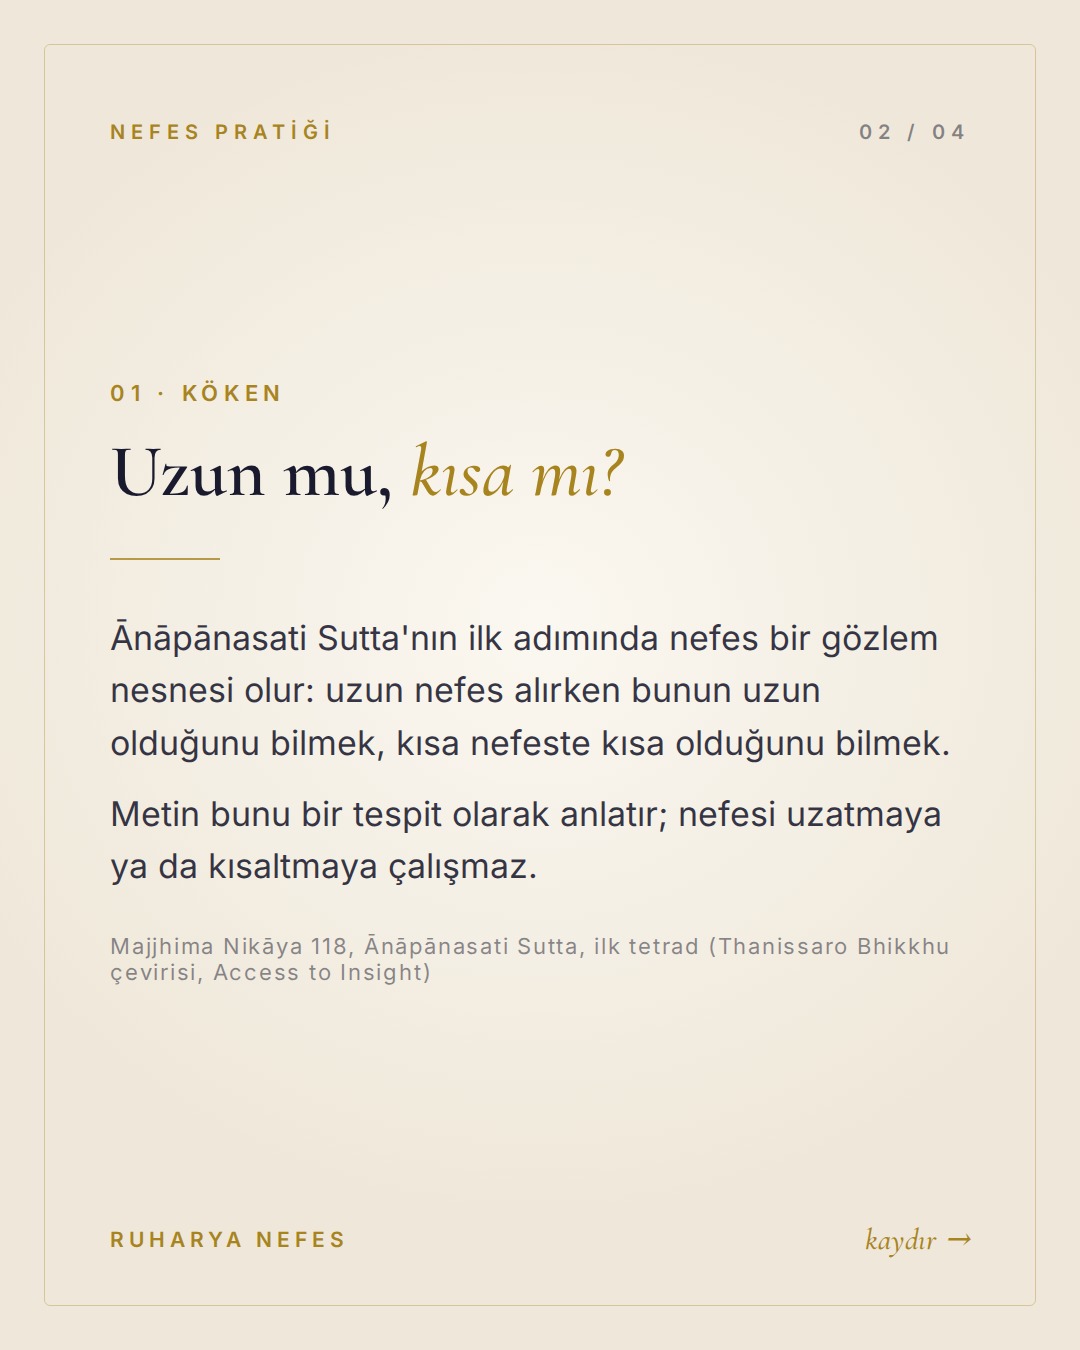 NEFES PRATİĞİ
02 / 04
01 · KÖKEN
Uzun mu, kısa mı?
Ānāpānasati Sutta'nın ilk adımında nefes bir gözlem
nesnesi olur: uzun nefes alırken bunun uzun
olduğunu bilmek, kısa nefeste kısa olduğunu bilmek.
Metin bunu bir tespit olarak anlatır; nefesi uzatmaya
ya da kısaltmaya çalışmaz.
Majjhima Nikāya 118, Ānāpānasati Sutta, ilk tetrad (Thanissaro Bhikkhu
çevirisi, Access to Insight)
RUHARYA NEFES
kaydır →